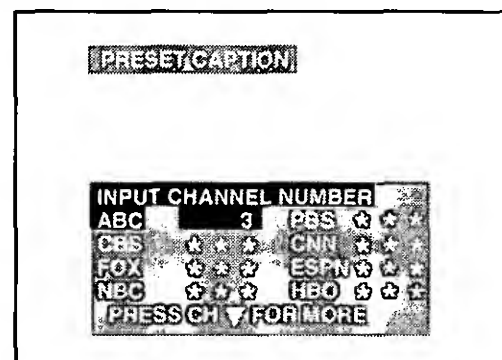 PRESET CAPTION
INPUT CHANNEL NUMBER
ABC 3 PBS ✩ ✩ ✩
CBS ✩ ✩ ✩ CNN ✩ ✩ ✩
FOX ✩ ✩ ✩ ESPN ✩ ✩ ✩
NBC ✩ ✩ ✩ HBO ✩ ✩ ✩
PRESS CH ▽ FOR MORE